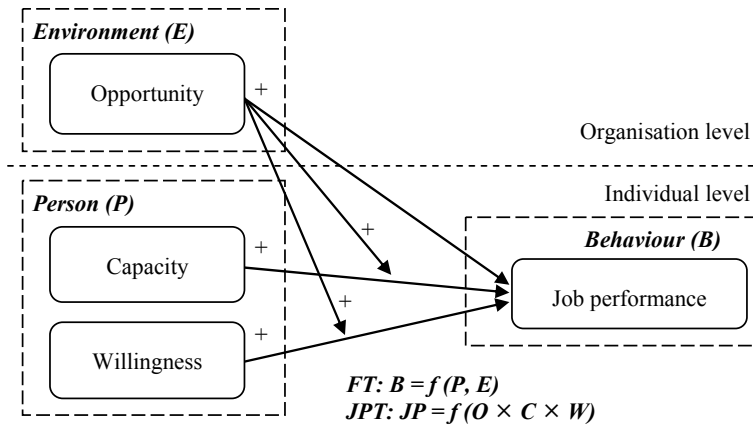 Environment (E)
Opportunity
+
Organisation level
Individual level
Person (P)
+
Behaviour (B)
+
Capacity
Job performance
+
+
Willingness
FT: B = f (P, E)
JPT: JP = f (O × C × W)